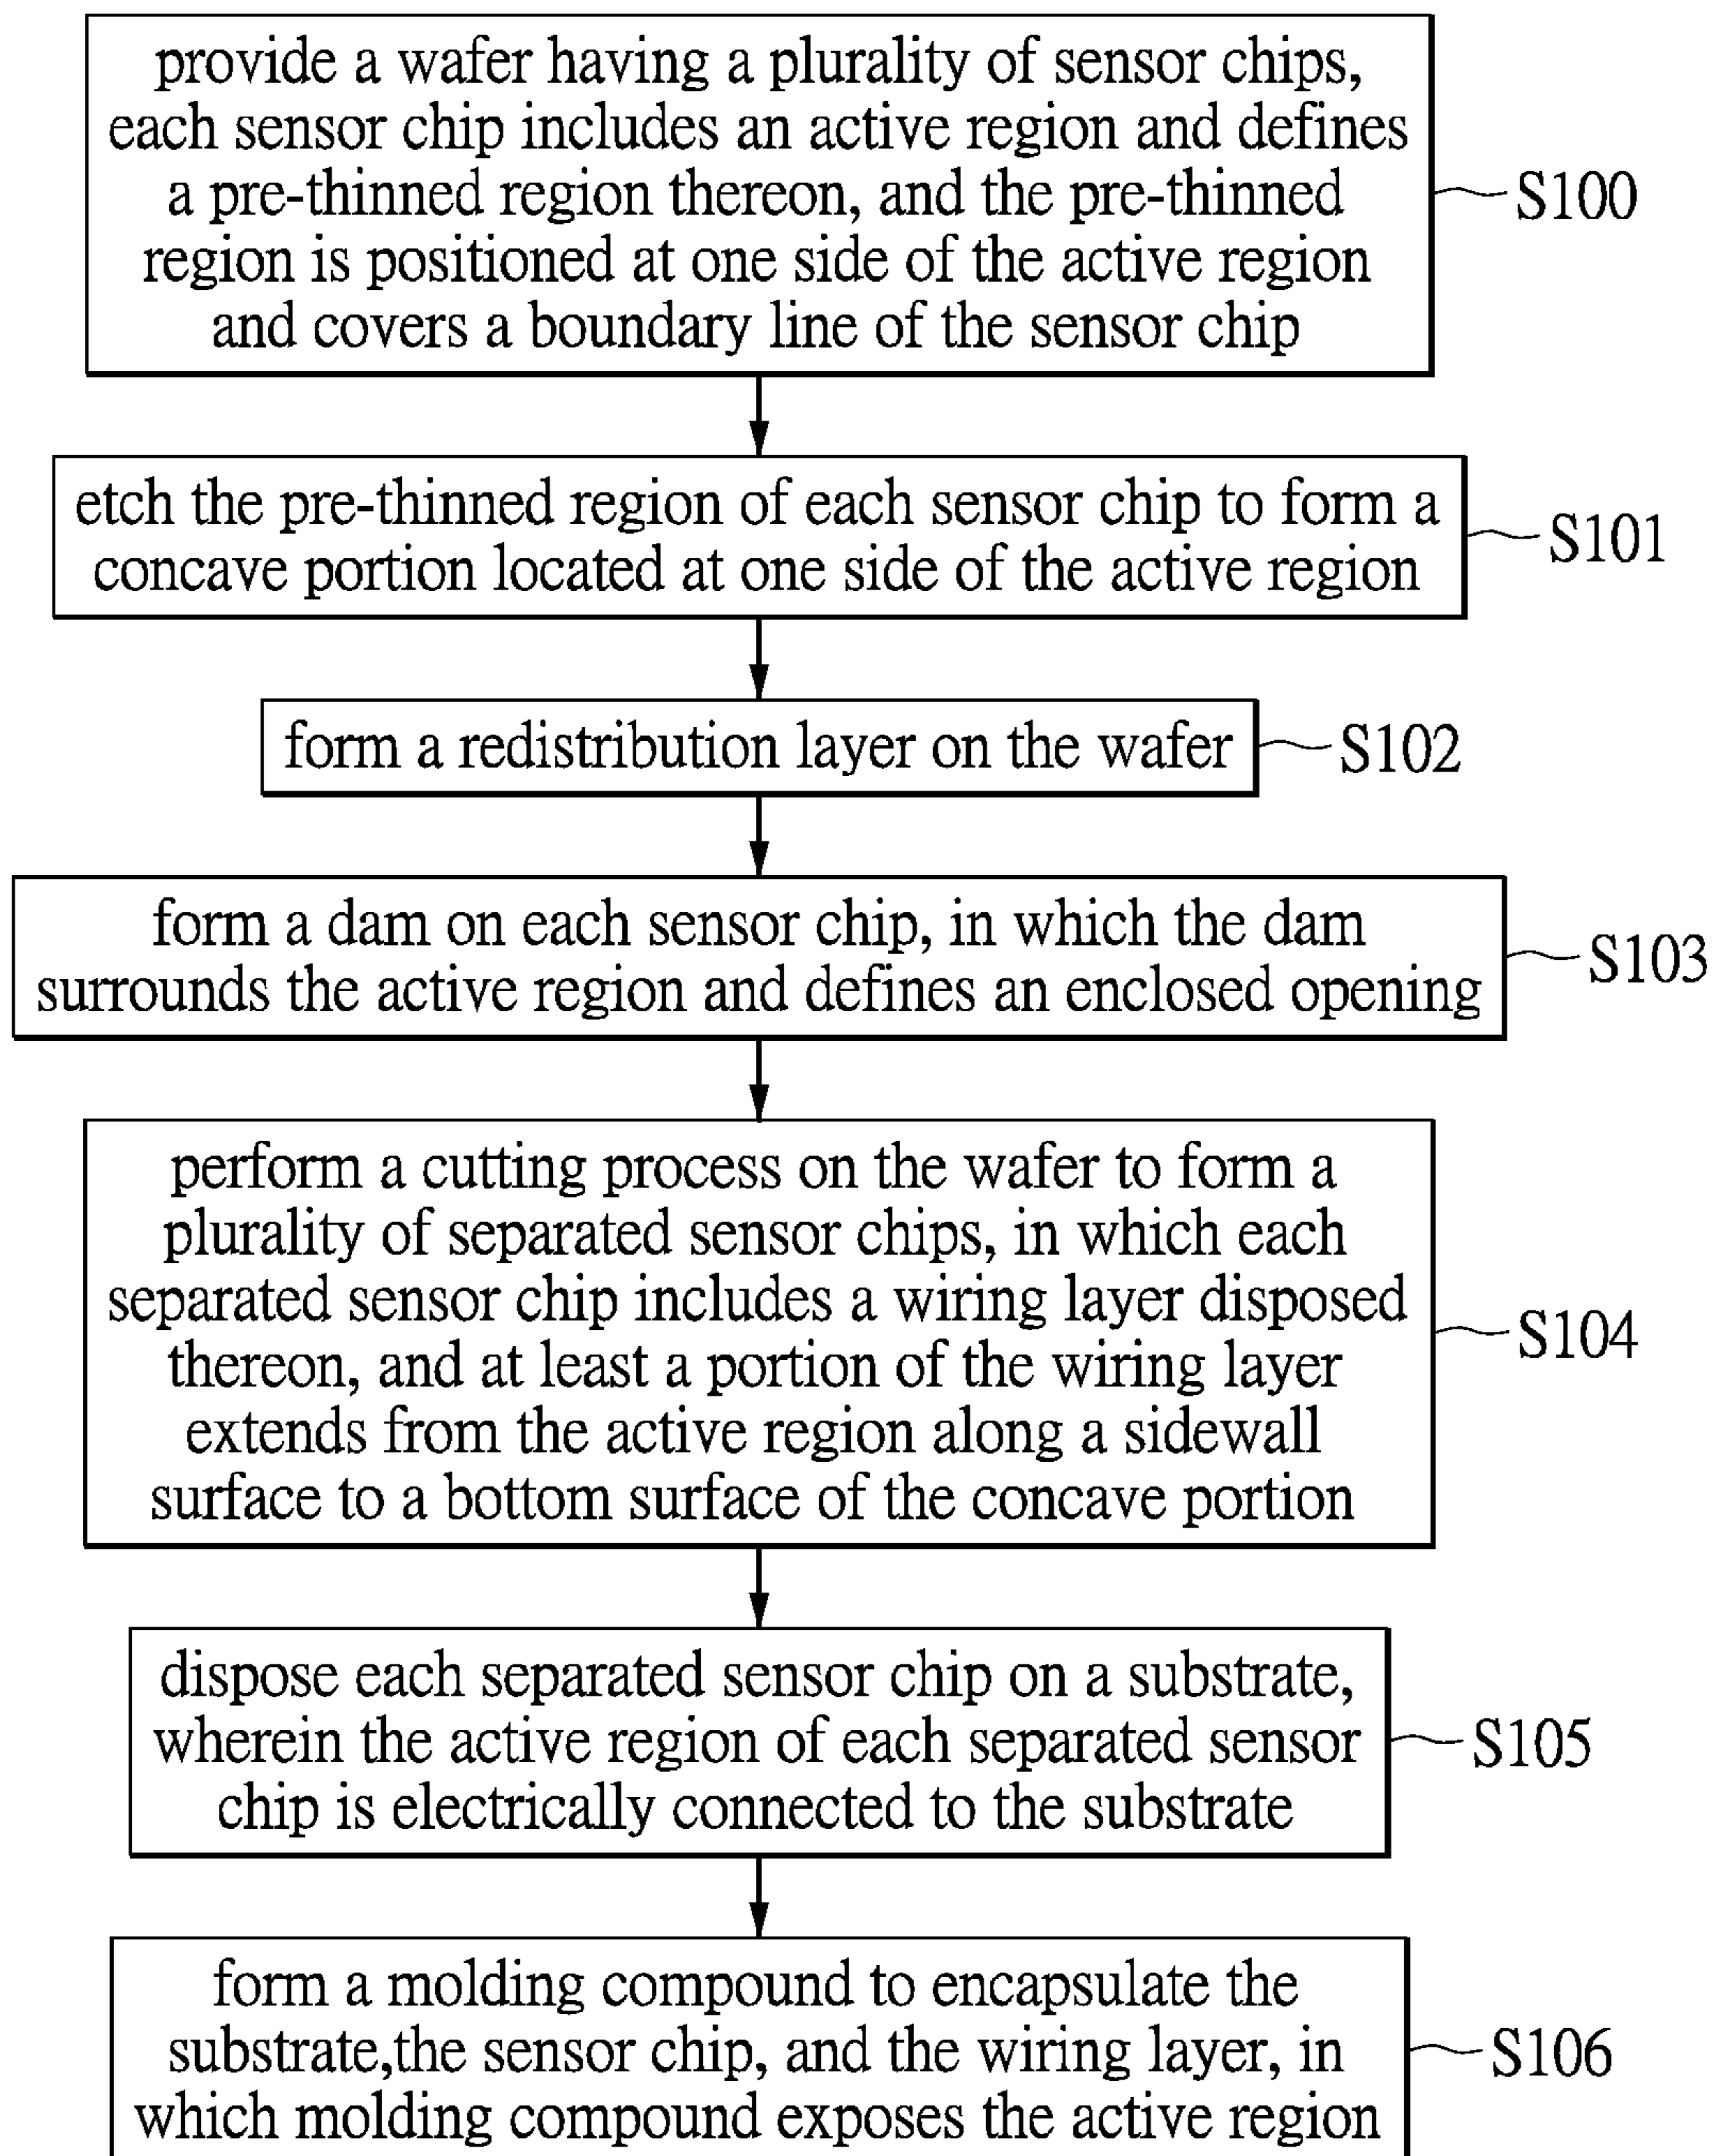 provide a wafer having a plurality of sensor chips,
each sensor chip includes an active region and defines
a pre-thinned region thereon, and the pre-thinned
region is positioned at one side of the active region
and covers a boundary line of the sensor chip
S100
etch the pre-thinned region of each sensor chip to form a
concave portion located at one side of the active region
S101
form a redistribution layer on the wafer
S102
form a dam on each sensor chip, in which the dam
surrounds the active region and defines an enclosed opening
S103
perform a cutting process on the wafer to form a
plurality of separated sensor chips, in which each
separated sensor chip includes a wiring layer disposed
thereon, and at least a portion of the wiring layer
extends from the active region along a sidewall
surface to a bottom surface of the concave portion
S104
dispose each separated sensor chip on a substrate,
wherein the active region of each separated sensor
chip is electrically connected to the substrate
S105
form a molding compound to encapsulate the
substrate,the sensor chip, and the wiring layer, in
which molding compound exposes the active region
S106